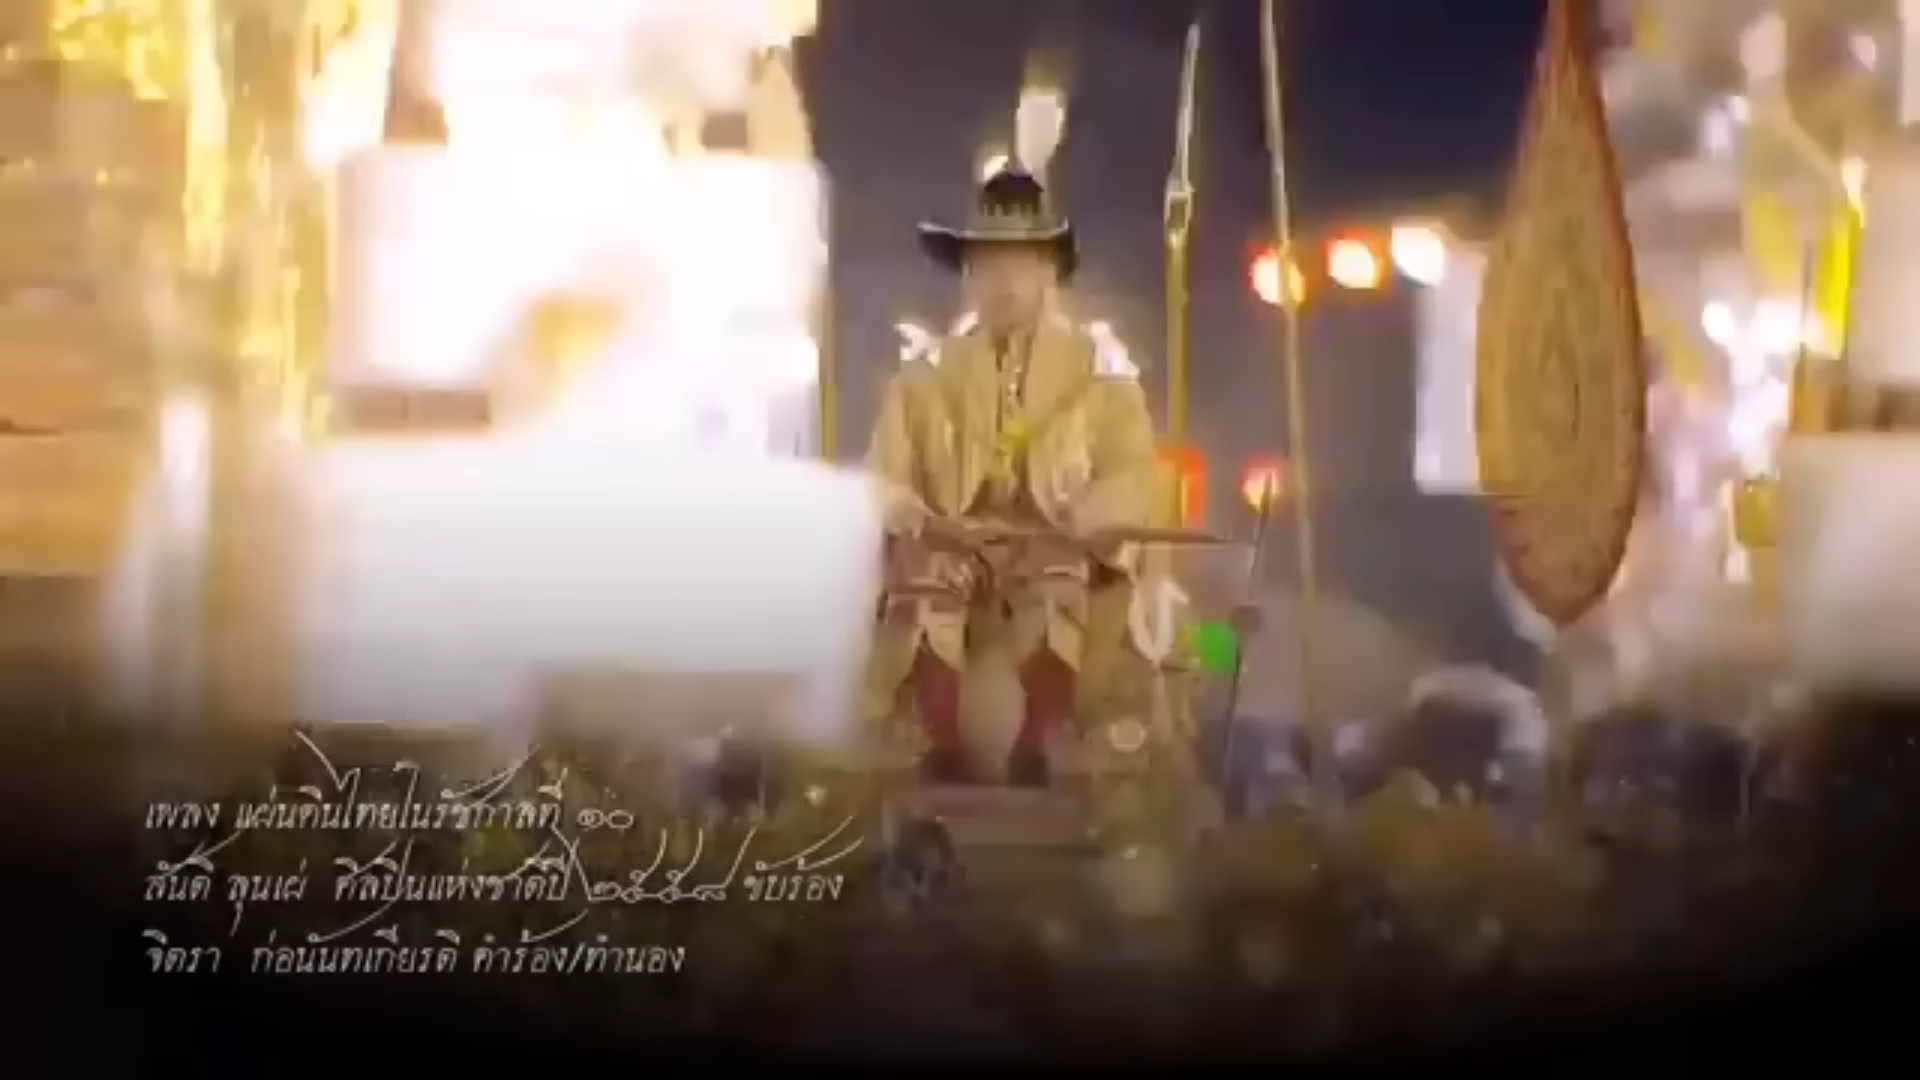 เพลง แผ่นดินไทยในรัชกาลที่ ๑๐
สันติ ลุนเผ่ ศิลปินแห่งชาติปี ๒๕๕๘ ขับร้อง
จิตรา ก่อนันทเกียรติ คำร้อง/ทำนอง